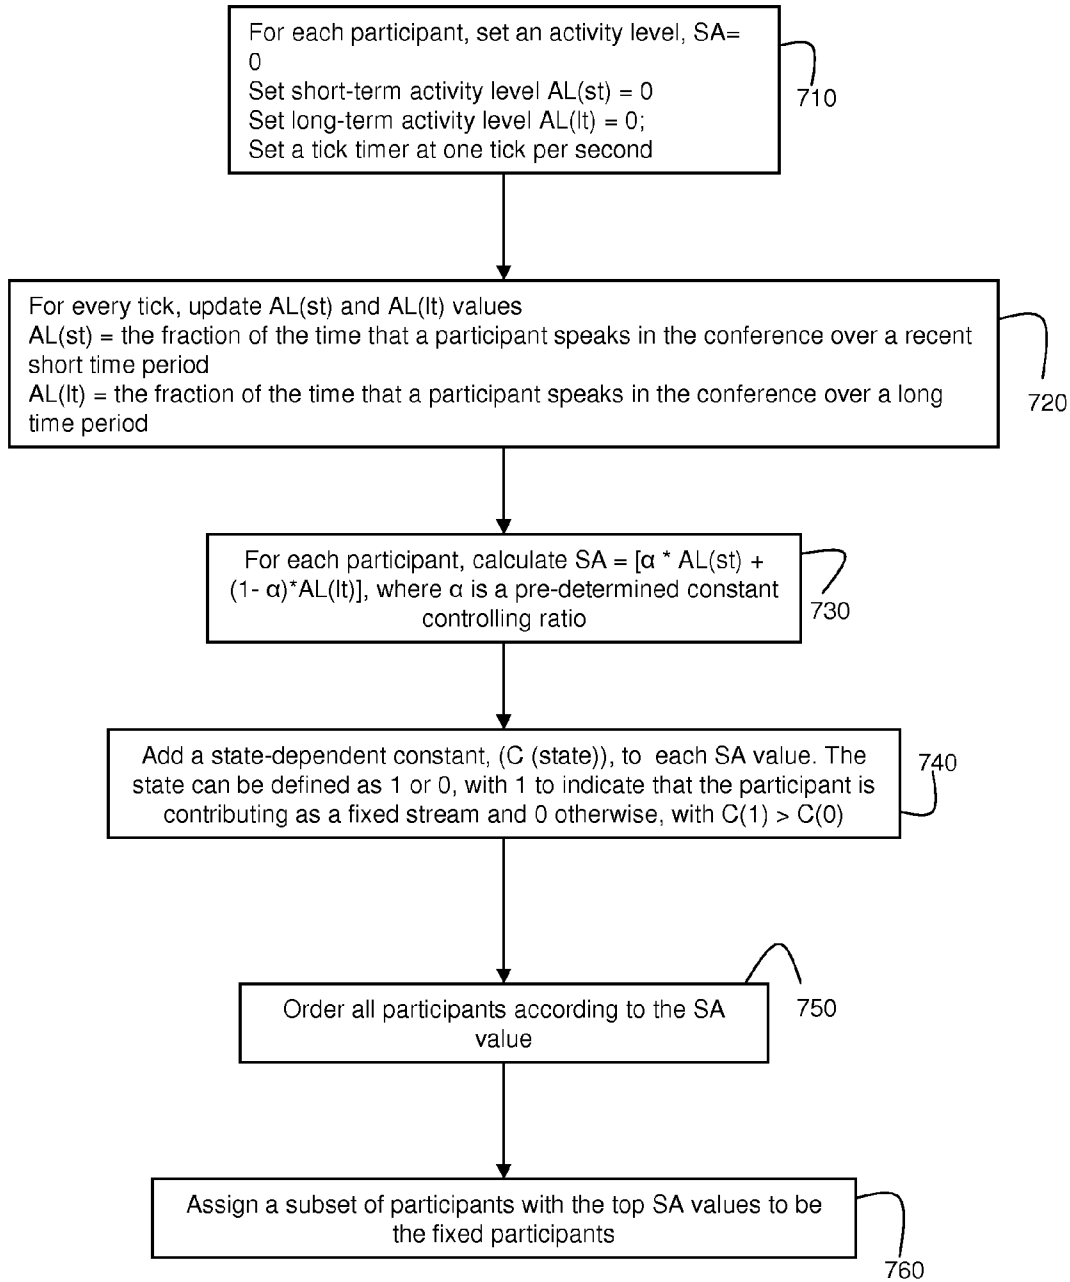 For each participant, set an activity level, SA=
0
Set short-term activity level AL(st) = 0
Set long-term activity level AL(lt) = 0;
Set a tick timer at one tick per second
710
For every tick, update AL(st) and AL(lt) values
AL(st) = the fraction of the time that a participant speaks in the conference over a recent
short time period
AL(lt) = the fraction of the time that a participant speaks in the conference over a long
time period
720
For each participant, calculate SA = [α * AL(st) +
(1- α)*AL(lt)], where α is a pre-determined constant
controlling ratio
730
Add a state-dependent constant, (C (state)), to each SA value. The
state can be defined as 1 or 0, with 1 to indicate that the participant is
contributing as a fixed stream and 0 otherwise, with C(1) > C(0)
740
Order all participants according to the SA
value
750
Assign a subset of participants with the top SA values to be
the fixed participants
760